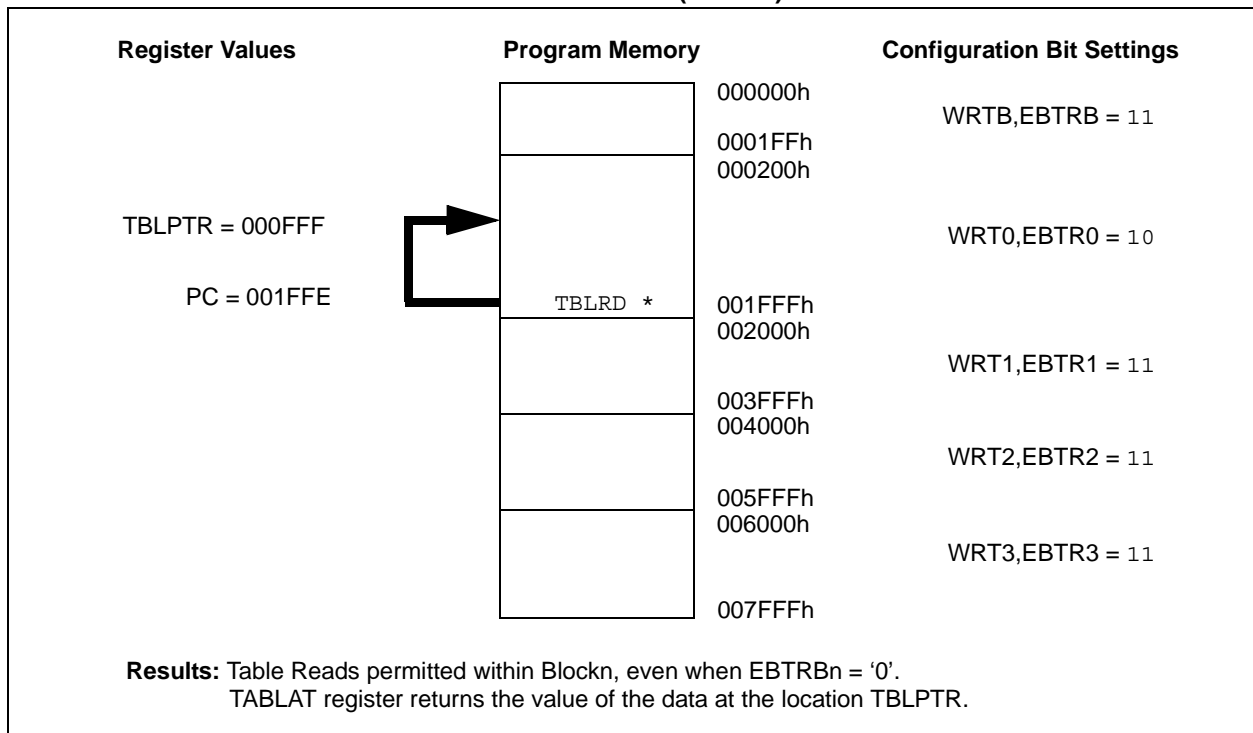 Register Values Program Memory Configuration Bit Settings
000000h
WRTB,EBTRB = 11
0001FFh
000200h
TBLPTR = 000FFF
WRT0,EBTR0 = 10
PC = 001FFE
TBLRD *
001FFFh
002000h
WRT1,EBTR1 = 11
003FFFh
004000h
WRT2,EBTR2 = 11
005FFFh
006000h
WRT3,EBTR3 = 11
007FFFh
Results: Table Reads permitted within Blockn, even when EBTRBn = ‘0’.
TABLAT register returns the value of the data at the location TBLPTR.